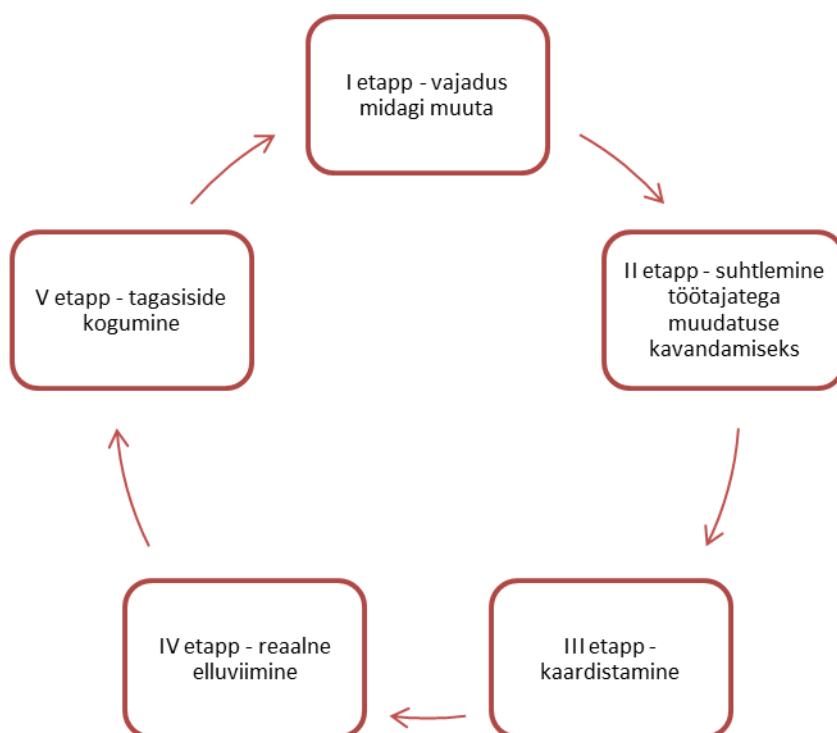 I etapp - vajadus
midagi muuta
II etapp - suhtlemine
töötajatega
muudatuse
kavandamiseks
III etapp -
kaardistamine
IV etapp - reaalne
elluviimine
V etapp - tagasiside
kogumine